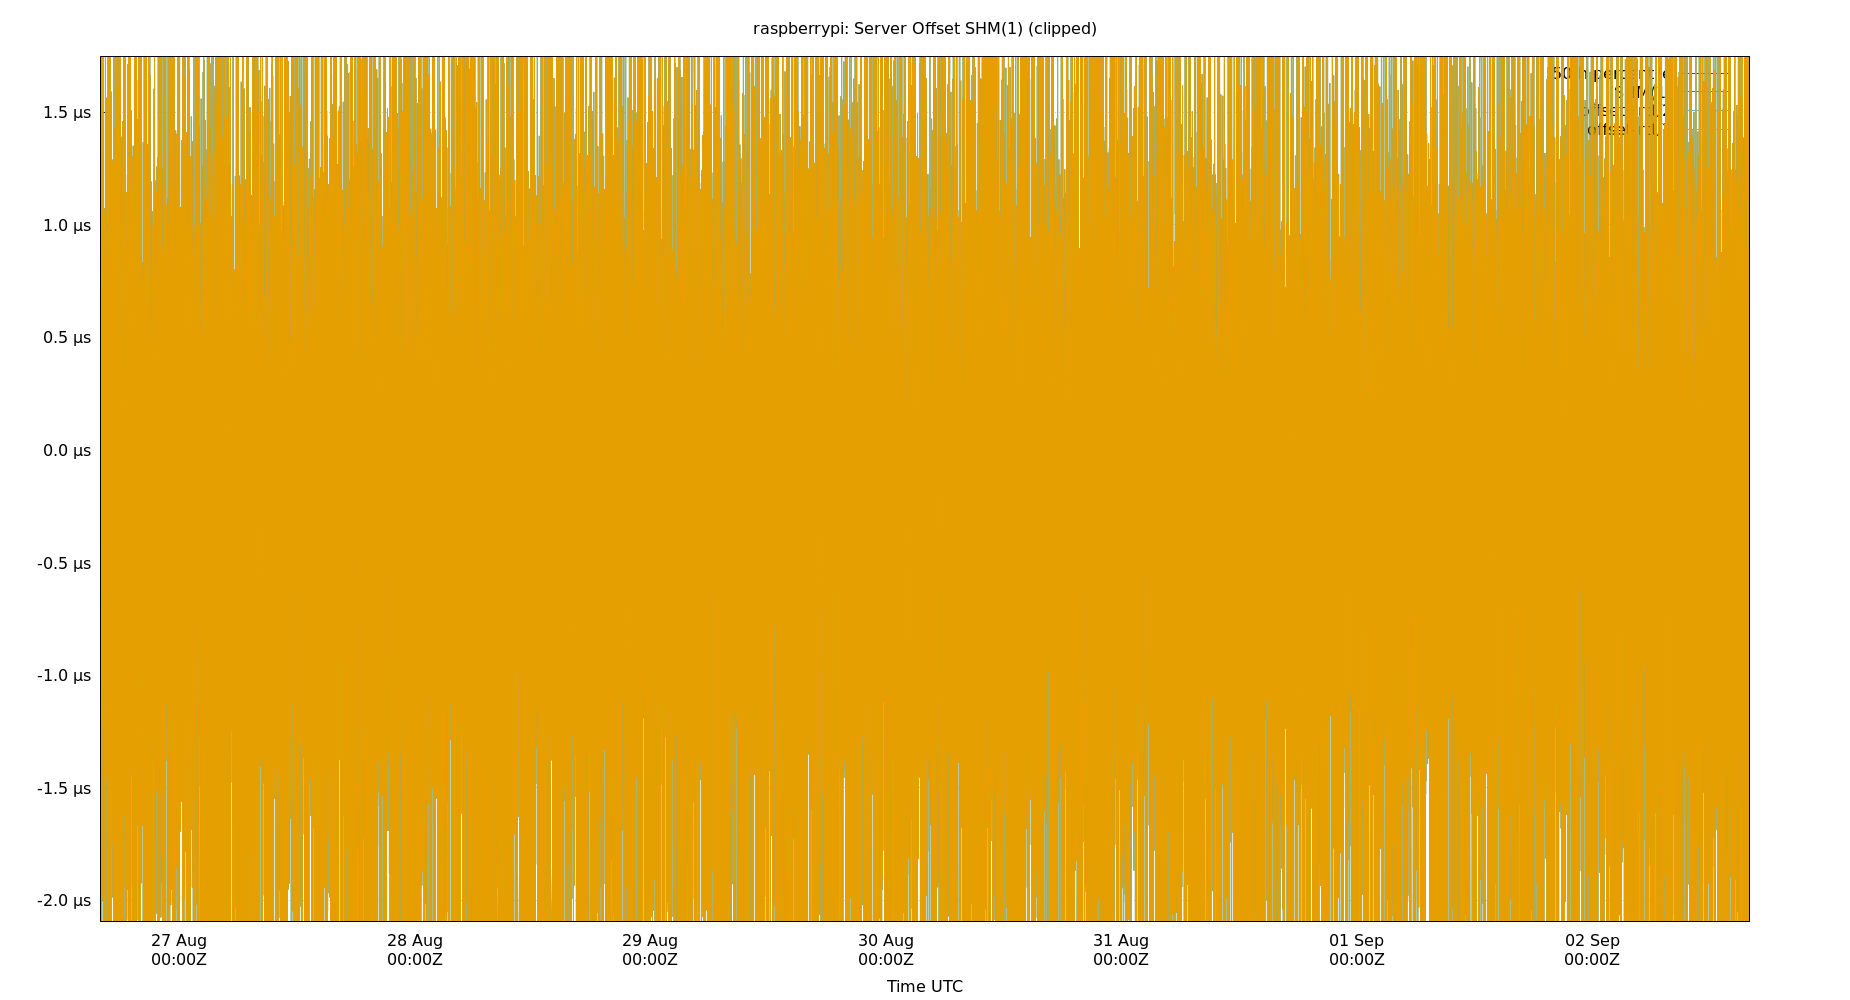 raspberrypi: Server Offset SHM(1) (clipped)
1.5 µs
1.0 µs
0.5 µs
0.0 µs
-0.5 µs
-1.0 µs
-1.5 µs
-2.0 µs
27 Aug 28 Aug 29 Aug 30 Aug 31 Aug 01 Sep 02 Sep
00:00Z 00:00Z 00:00Z 00:00Z 00:00Z 00:00Z 00:00Z
Time UTC